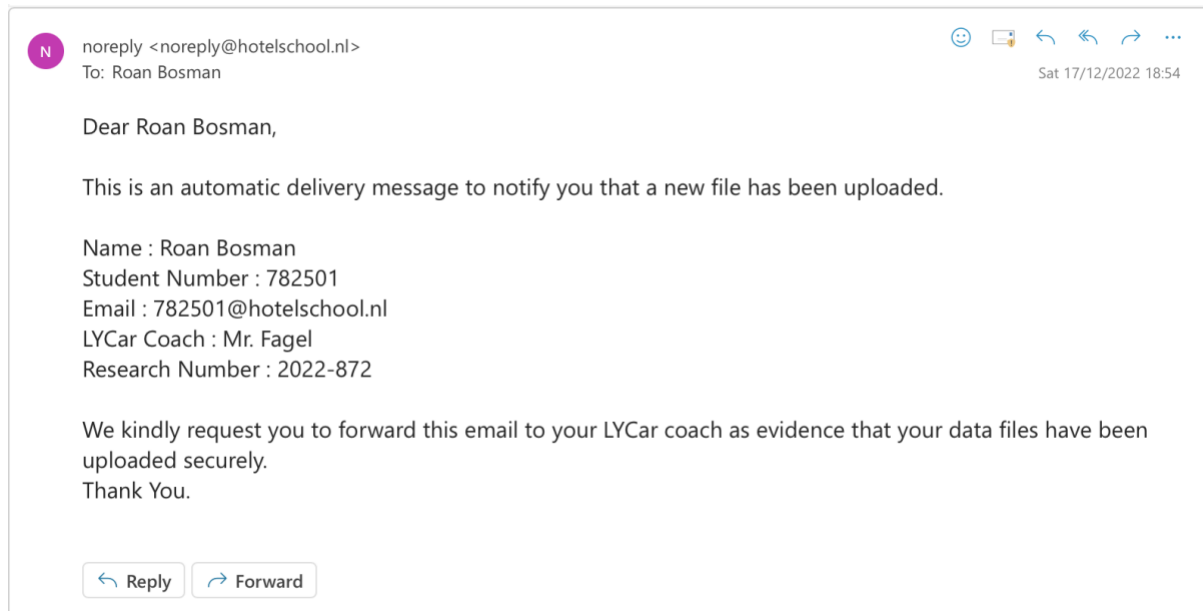 N
noreply <noreply@hotelschool.nl>
To: Roan Bosman
Sat 17/12/2022 18:54
Dear Roan Bosman,
This is an automatic delivery message to notify you that a new file has been uploaded.
Name : Roan Bosman
Student Number : 782501
Email : 782501@hotelschool.nl
LYCar Coach : Mr. Fagel
Research Number : 2022-872
We kindly request you to forward this email to your LYCar coach as evidence that your data files have been
uploaded securely.
Thank You.
Reply
Forward